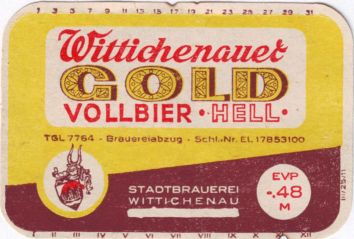 1 3 5 7 9 11 13 15 17 19 21 23 25 27 29 31
Wittichenauer
GOLD
VOLLBIER · HELL ·
TGL 7764 - Brauereiabzug - Schl.-Nr. EL 17853100
STADTBRAUEREI
WITTICHENAU
EVP
-.48
M
I II III IV V VI VII VIII IX X XI XII